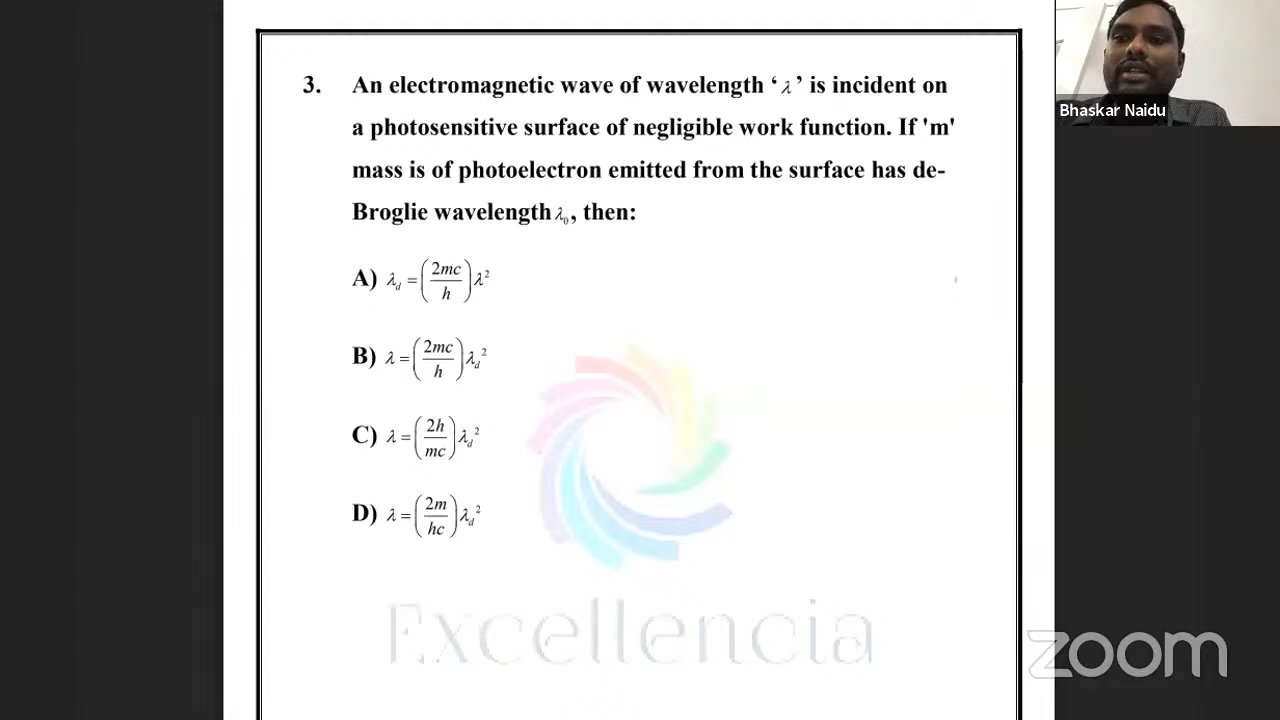 Bhaskar Naidu
3. An electromagnetic wave of wavelength ‘λ’ is incident on
a photosensitive surface of negligible work function. If 'm'
mass is of photoelectron emitted from the surface has de-
Broglie wavelength λ₀, then:
A) λ_d = (2mc/h) λ²
B) λ = (2mc/h) λ_d²
C) λ = (2h/mc) λ_d²
D) λ = (2m/hc) λ_d²
Excellencia
zoom